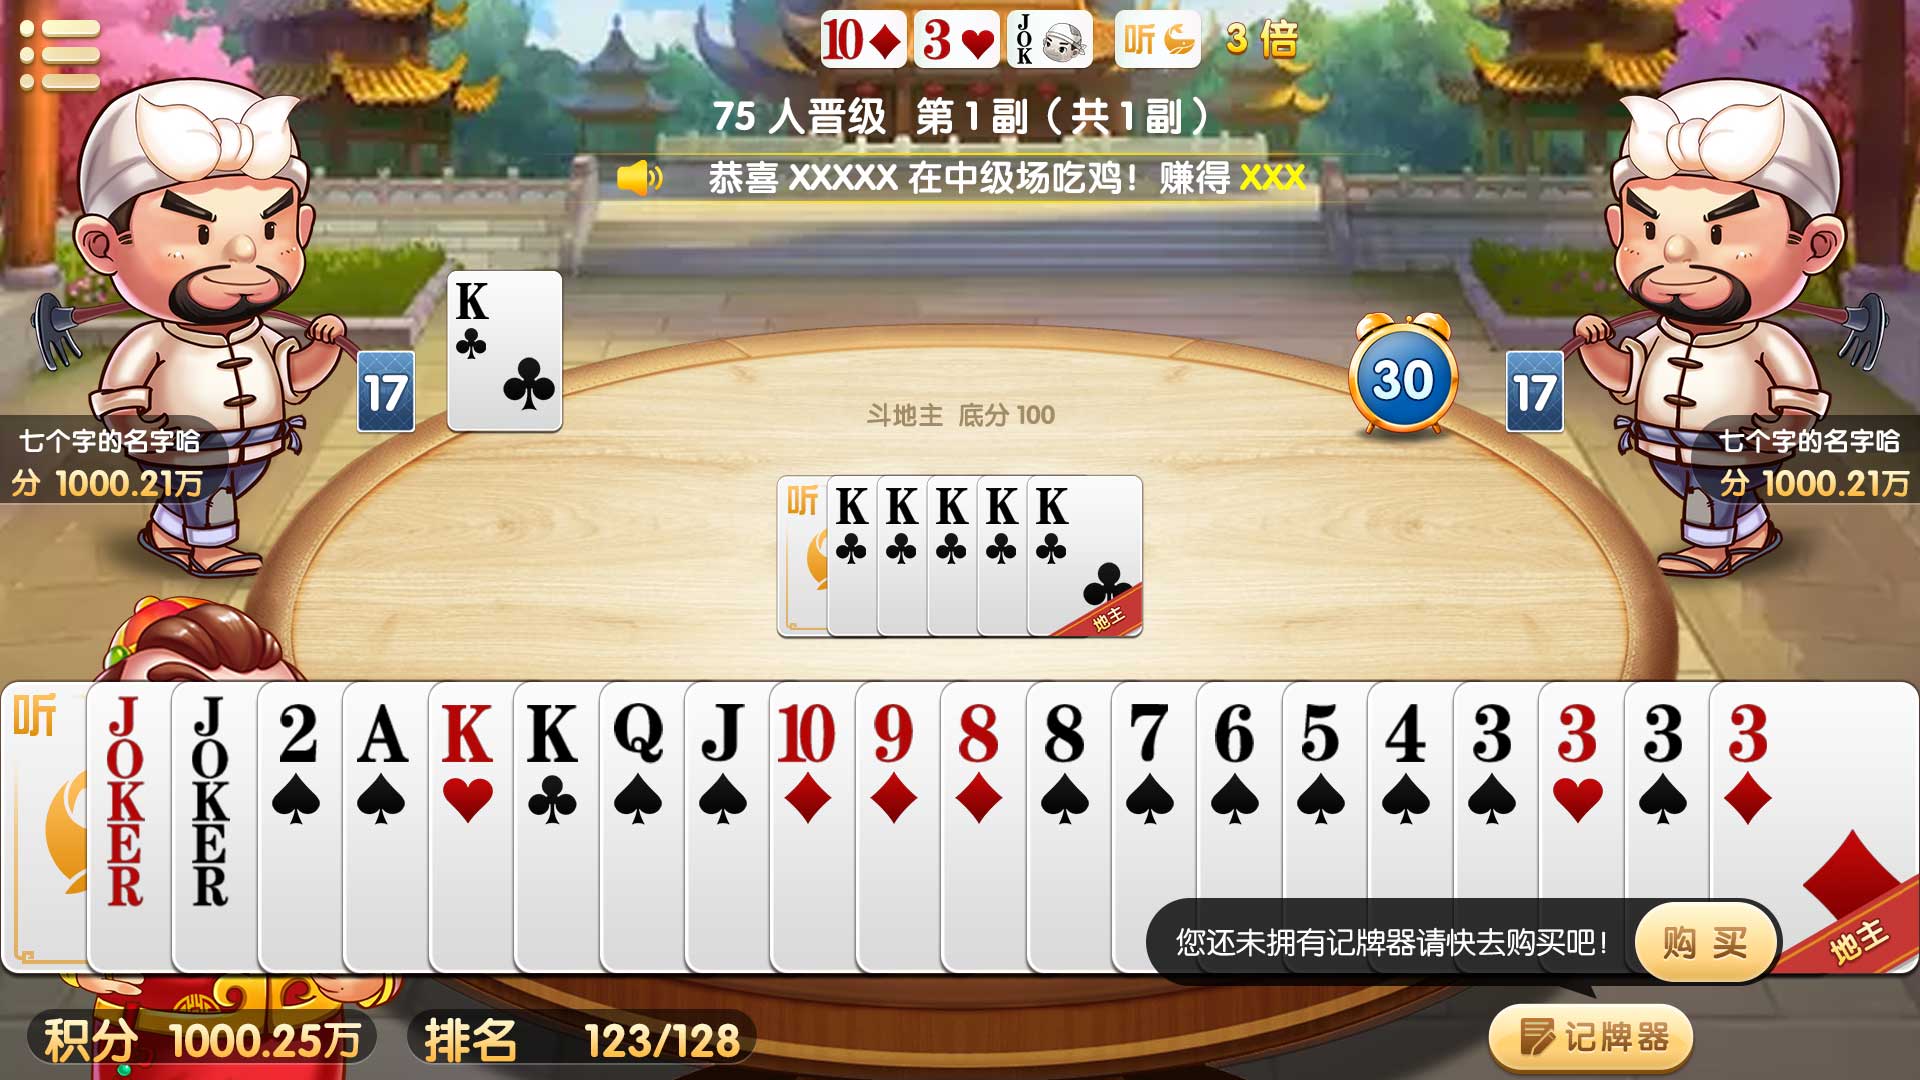 10 3 JOK 听 3 倍
75 人晋级 第1副（共1副）
恭喜 XXXXX 在中级场吃鸡！赚得 XXX
K
17
30
17
斗地主 底分 100
七个字的名字哈
分 1000.21万
七个字的名字哈
分 1000.21万
听 K K K K K
地主
听 JOKER JOKER 2 A K K Q J 10 9 8 8 7 6 5 4 3 3 3 3
地主
您还未拥有记牌器请快去购买吧！ 购买
积分 1000.25万 排名 123/128
记牌器